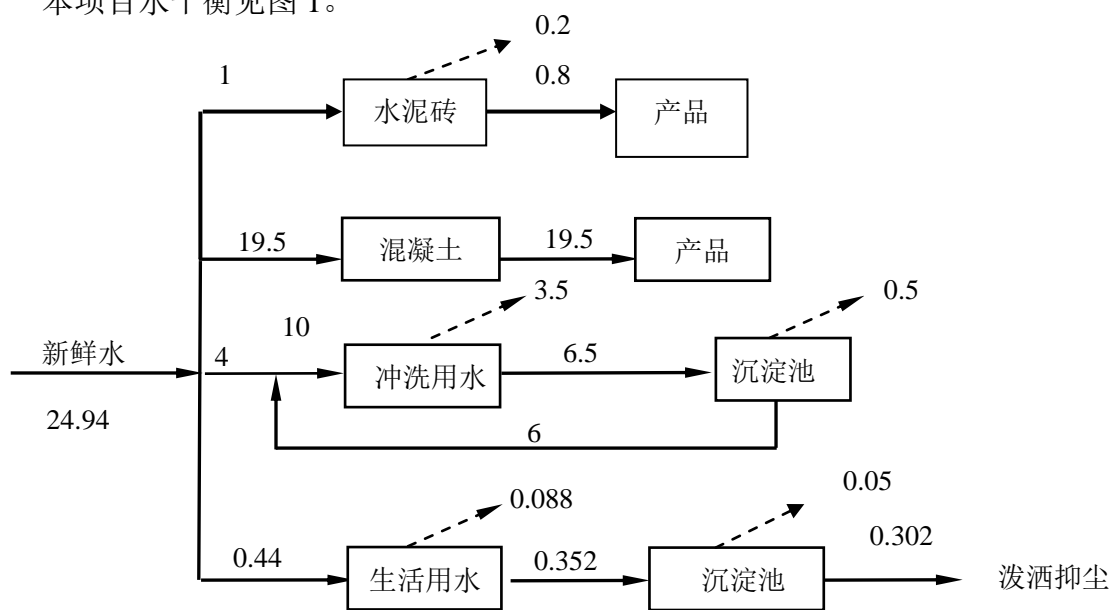 本项目水平衡见图 1。
0.2
1
0.8
水泥砖
产品
19.5
混凝土
19.5
产品
3.5
0.5
10
新鲜水
4
冲洗用水
6.5
沉淀池
24.94
6
0.088
0.05
0.44
生活用水
0.352
沉淀池
0.302
泼洒抑尘